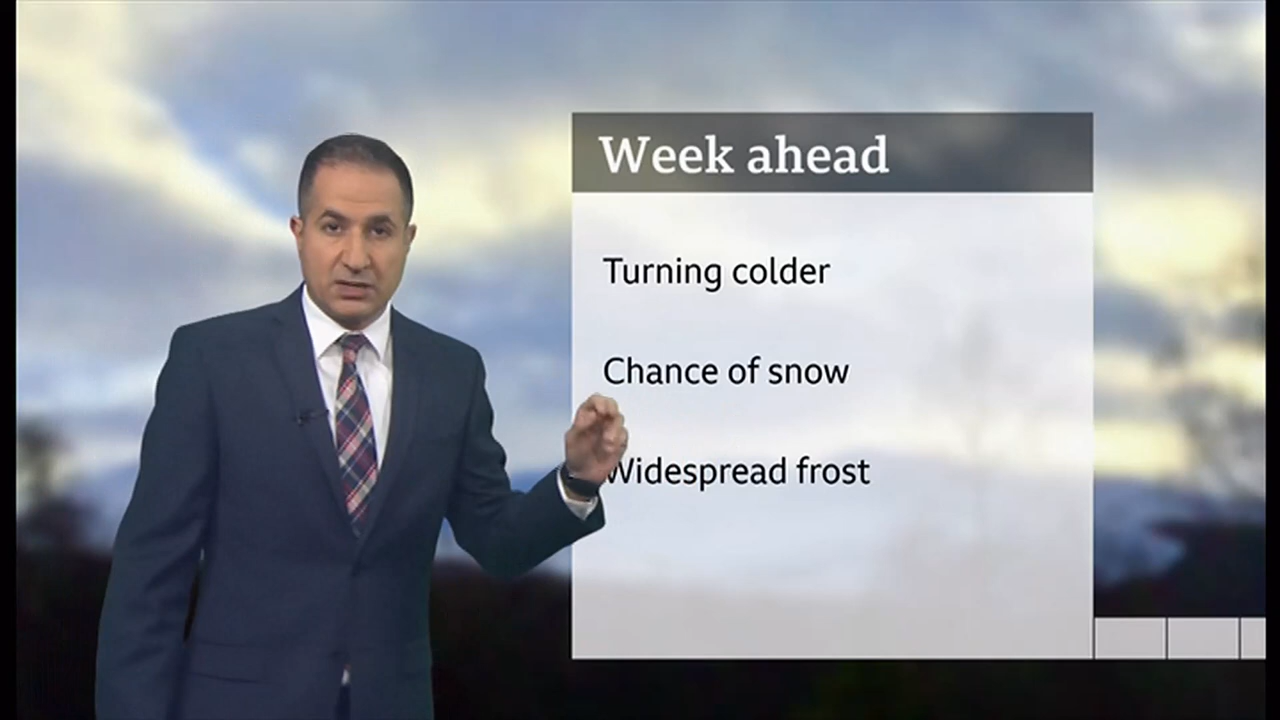 Week ahead
Turning colder
Chance of snow
Widespread frost